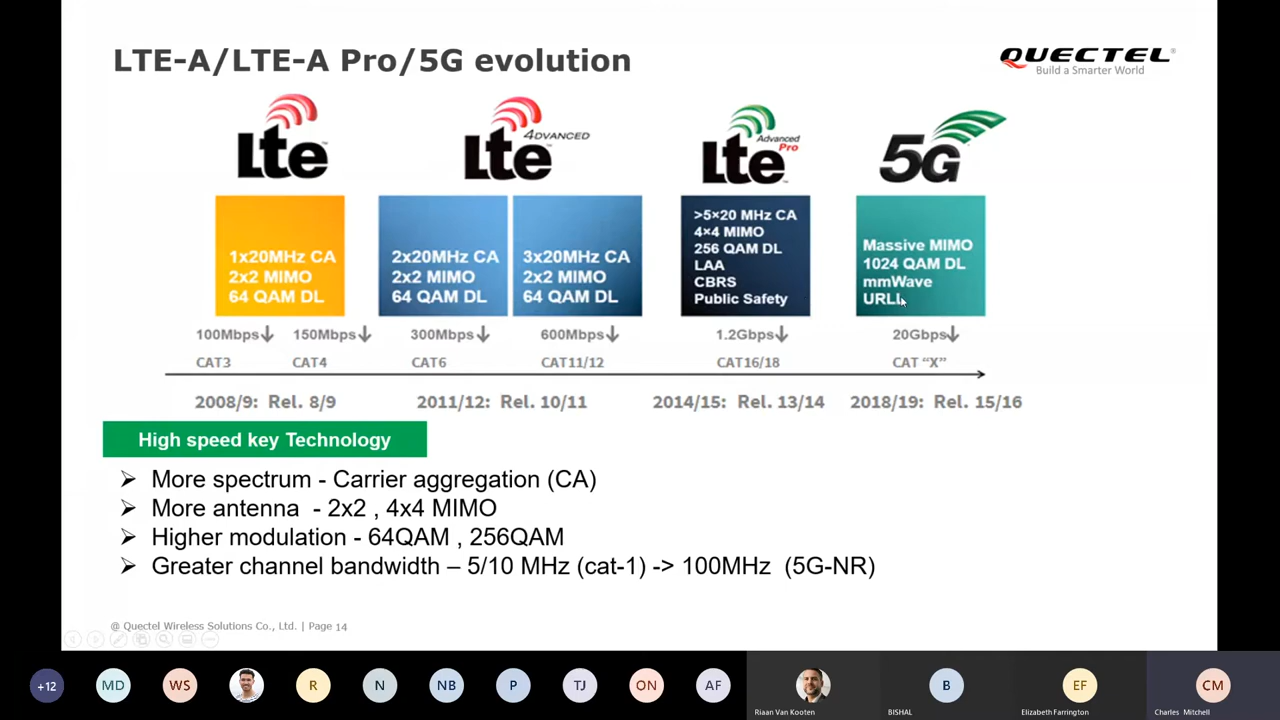 LTE-A/LTE-A Pro/5G evolution
QUECTEL®
Build a Smarter World
Lte
Lte 4DVANCED
Lte Advanced Pro
5G
1x20MHz CA
2x2 MIMO
64 QAM DL
2x20MHz CA
2x2 MIMO
64 QAM DL
3x20MHz CA
2x2 MIMO
64 QAM DL
>5×20 MHz CA
4×4 MIMO
256 QAM DL
LAA
CBRS
Public Safety
Massive MIMO
1024 QAM DL
mmWave
100Mbps↓ 150Mbps↓ 300Mbps↓ 600Mbps↓ 1.2Gbps↓ 20Gbps↓
CAT3 CAT4 CAT6 CAT11/12 CAT16/18 CAT “X”
2008/9: Rel. 8/9 2011/12: Rel. 10/11 2014/15: Rel. 13/14 2018/19: Rel. 15/16
High speed key Technology
➢ More spectrum - Carrier aggregation (CA)
➢ More antenna - 2x2 , 4x4 MIMO
➢ Higher modulation - 64QAM , 256QAM
➢ Greater channel bandwidth – 5/10 MHz (cat-1) -> 100MHz (5G-NR)
@ Quectel Wireless Solutions Co., Ltd. | Page 14
+12 MD WS R N NB P TJ ON AF B EF CM
Riaan Van Kooten BISHAL Elizabeth Farrington Charles Mitchell